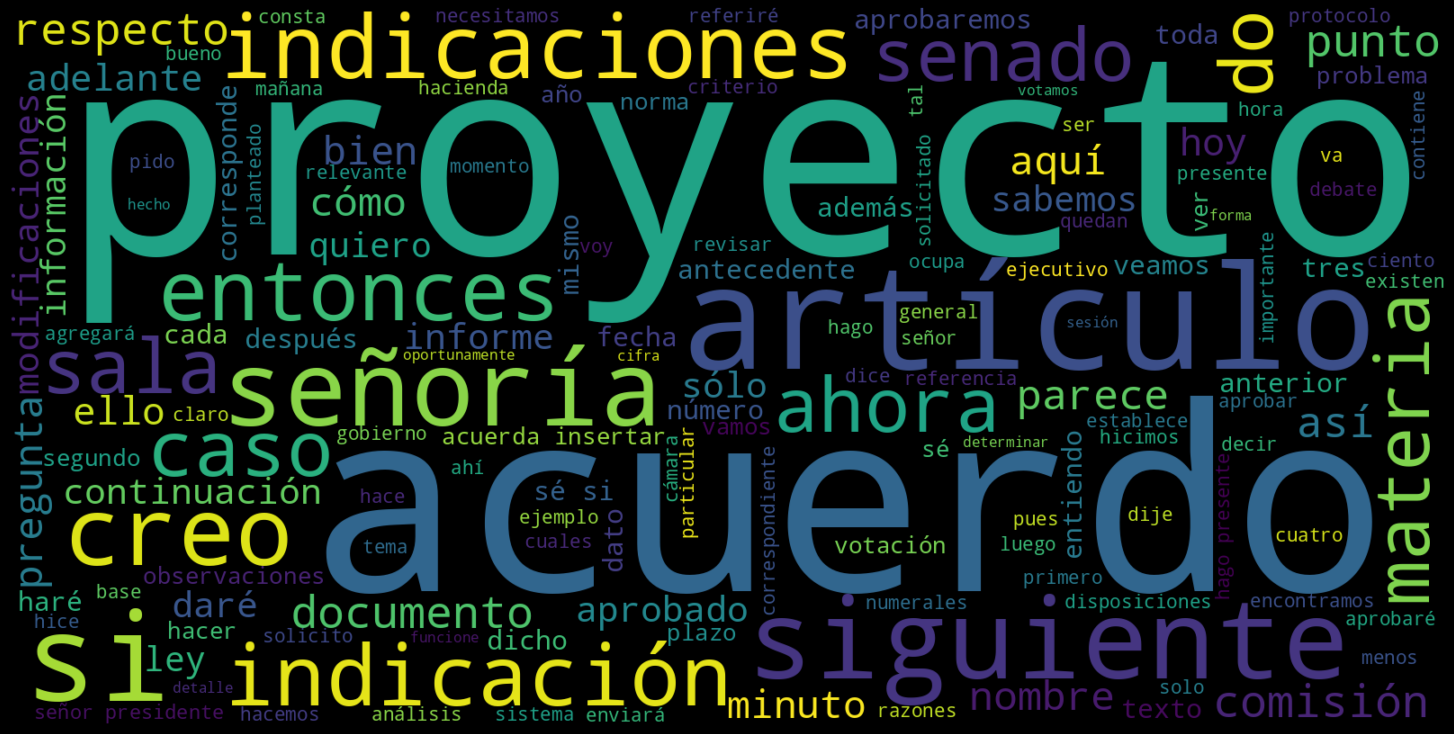 respecto
bueno
consta
necesitamos
referiré
aprobaremos
protocolo
indicaciones
senado
toda
do
punto
adelante
mañana
hacienda
año
norma
criterio
votamos
problema
modificaciones
información
corresponde
planteado
proyecto
tal
hora
contiene
pido
bien
relevante
momento
ser
aquí
hoy
va
presente
debate
hecho
cómo
además
solicitado
sabemos
quedan
ver
forma
quiero
mismo
voy
revisar
ocupa
entonces
antecedente
ejecutivo
veamos
importante
tres
ciento
existen
agregará
cada
después
informe
fecha
hago
general
señor
artículo
sesión
materia
sala
oportunamente
cifra
señoría
sólo
dice
referencia
anterior
ello
claro
número
vamos
ahora
parece
establece
aprobar
así
pregunta
segundo
caso
gobierno
acuerda insertar
cámara
particular
sé
determinar
hicimos
decir
continuación
ahí
hace
sé si
correspondiente
entiendo
hago presente
creo
ejemplo
cuales
dato
acuerdo
votación
pues
luego
dije
cuatro
tema
observaciones
primero
haré
base
daré
documento
aprobado
numerales
disposiciones
encontramos
aprobaré
hice
si
hacer
solicito
funcione
dicho
plazo
siguiente
menos
ley
detalle
indicación
minuto
nombre
solo
comisión
señor presidente
hacemos
análisis
sistema
enviará
razones
texto